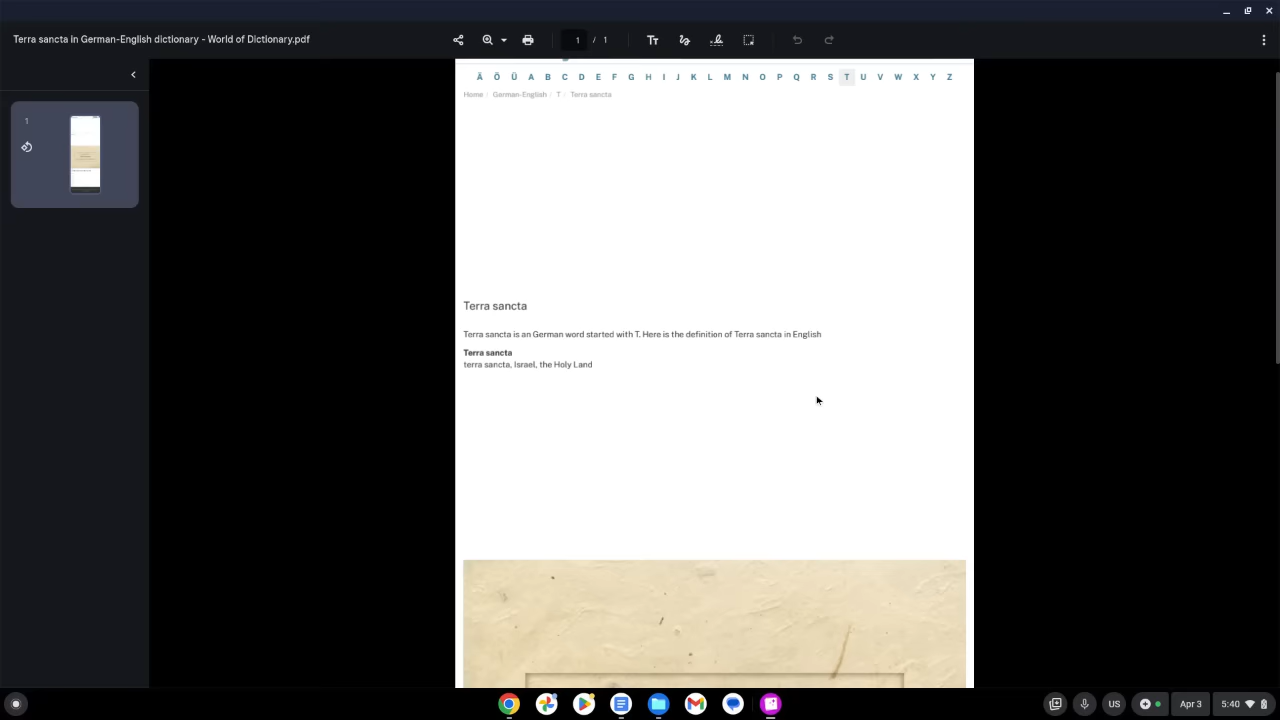 Terra sancta in German-English dictionary - World of Dictionary.pdf
1 / 1
Ä Ö Ü A B C D E F G H I J K L M N O P Q R S T U V W X Y Z
Home / German-English / T / Terra sancta
1
Terra sancta
Terra sancta is an German word started with T. Here is the definition of Terra sancta in English
Terra sancta
terra sancta, Israel, the Holy Land
US
Apr 3
5:40